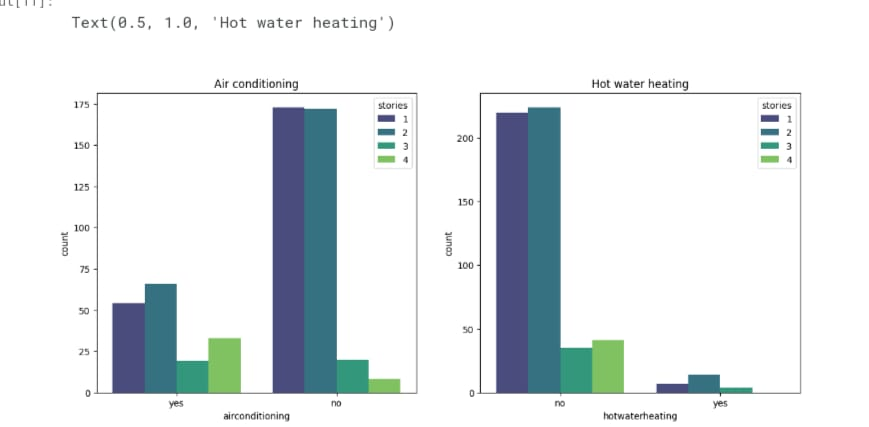 Text(0.5, 1.0, 'Hot water heating')
Air conditioning
175
150
125
100
75
50
25
0
count
stories
1
2
3
4
yes
no
airconditioning
Hot water heating
200
150
100
50
0
count
stories
1
2
3
4
no
yes
hotwaterheating